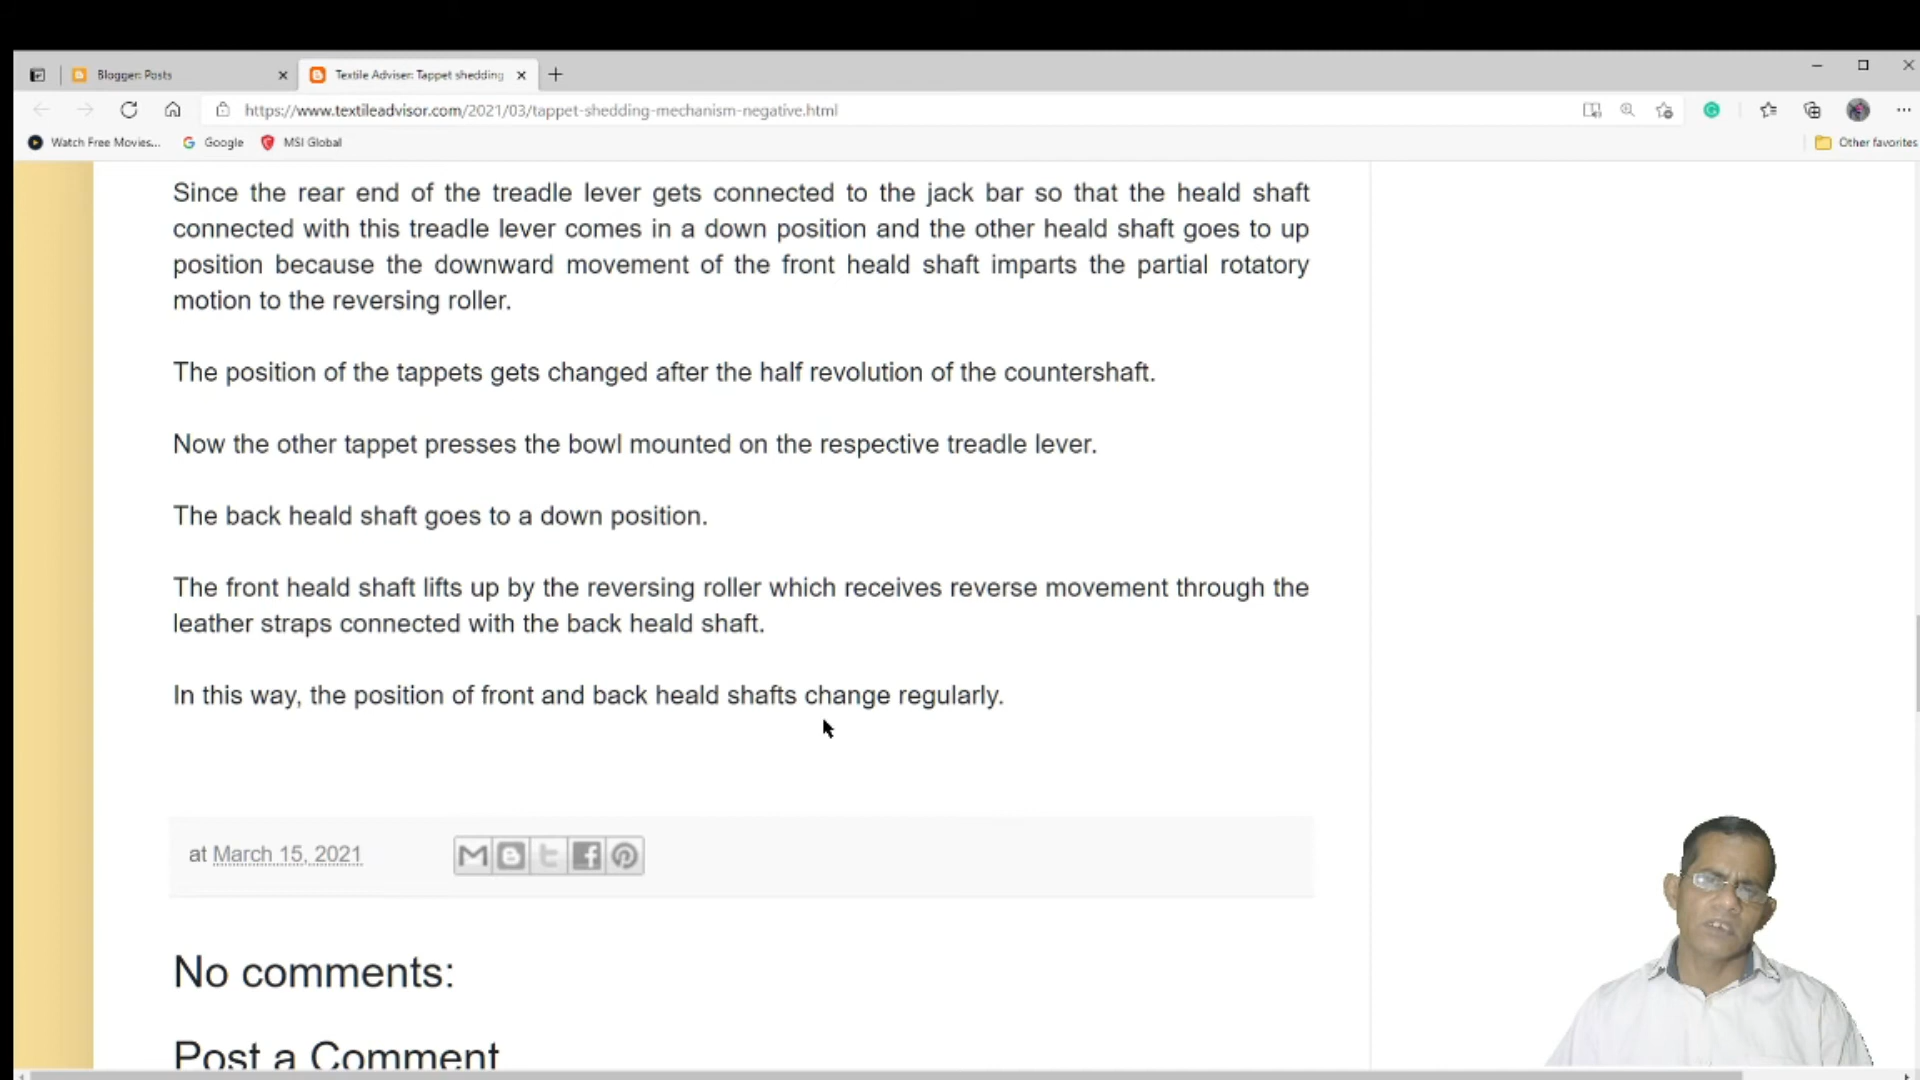 Blogger: Posts
Textile Adviser: Tappet shedding
https://www.textileadvisor.com/2021/03/tappet-shedding-mechanism-negative.html
Watch Free Movies...
Google
MSI Global
Other favorites
Since the rear end of the treadle lever gets connected to the jack bar so that the heald shaft
connected with this treadle lever comes in a down position and the other heald shaft goes to up
position because the downward movement of the front heald shaft imparts the partial rotatory
motion to the reversing roller.
The position of the tappets gets changed after the half revolution of the countershaft.
Now the other tappet presses the bowl mounted on the respective treadle lever.
The back heald shaft goes to a down position.
The front heald shaft lifts up by the reversing roller which receives reverse movement through the
leather straps connected with the back heald shaft.
In this way, the position of front and back heald shafts change regularly.
at March 15, 2021
No comments:
Post a Comment